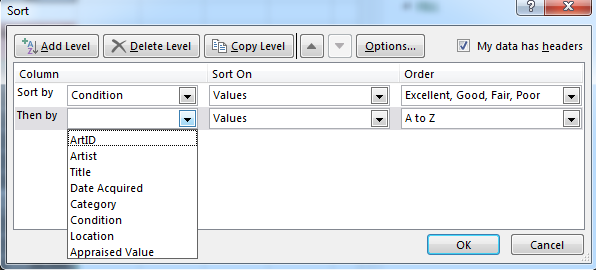 Sort
Add Level Delete Level Copy Level Options... My data has headers
Column Sort On Order
Sort by Condition Values Excellent, Good, Fair, Poor
Then by Values A to Z
ArtID
Artist
Title
Date Acquired
Category
Condition
Location
Appraised Value
OK Cancel